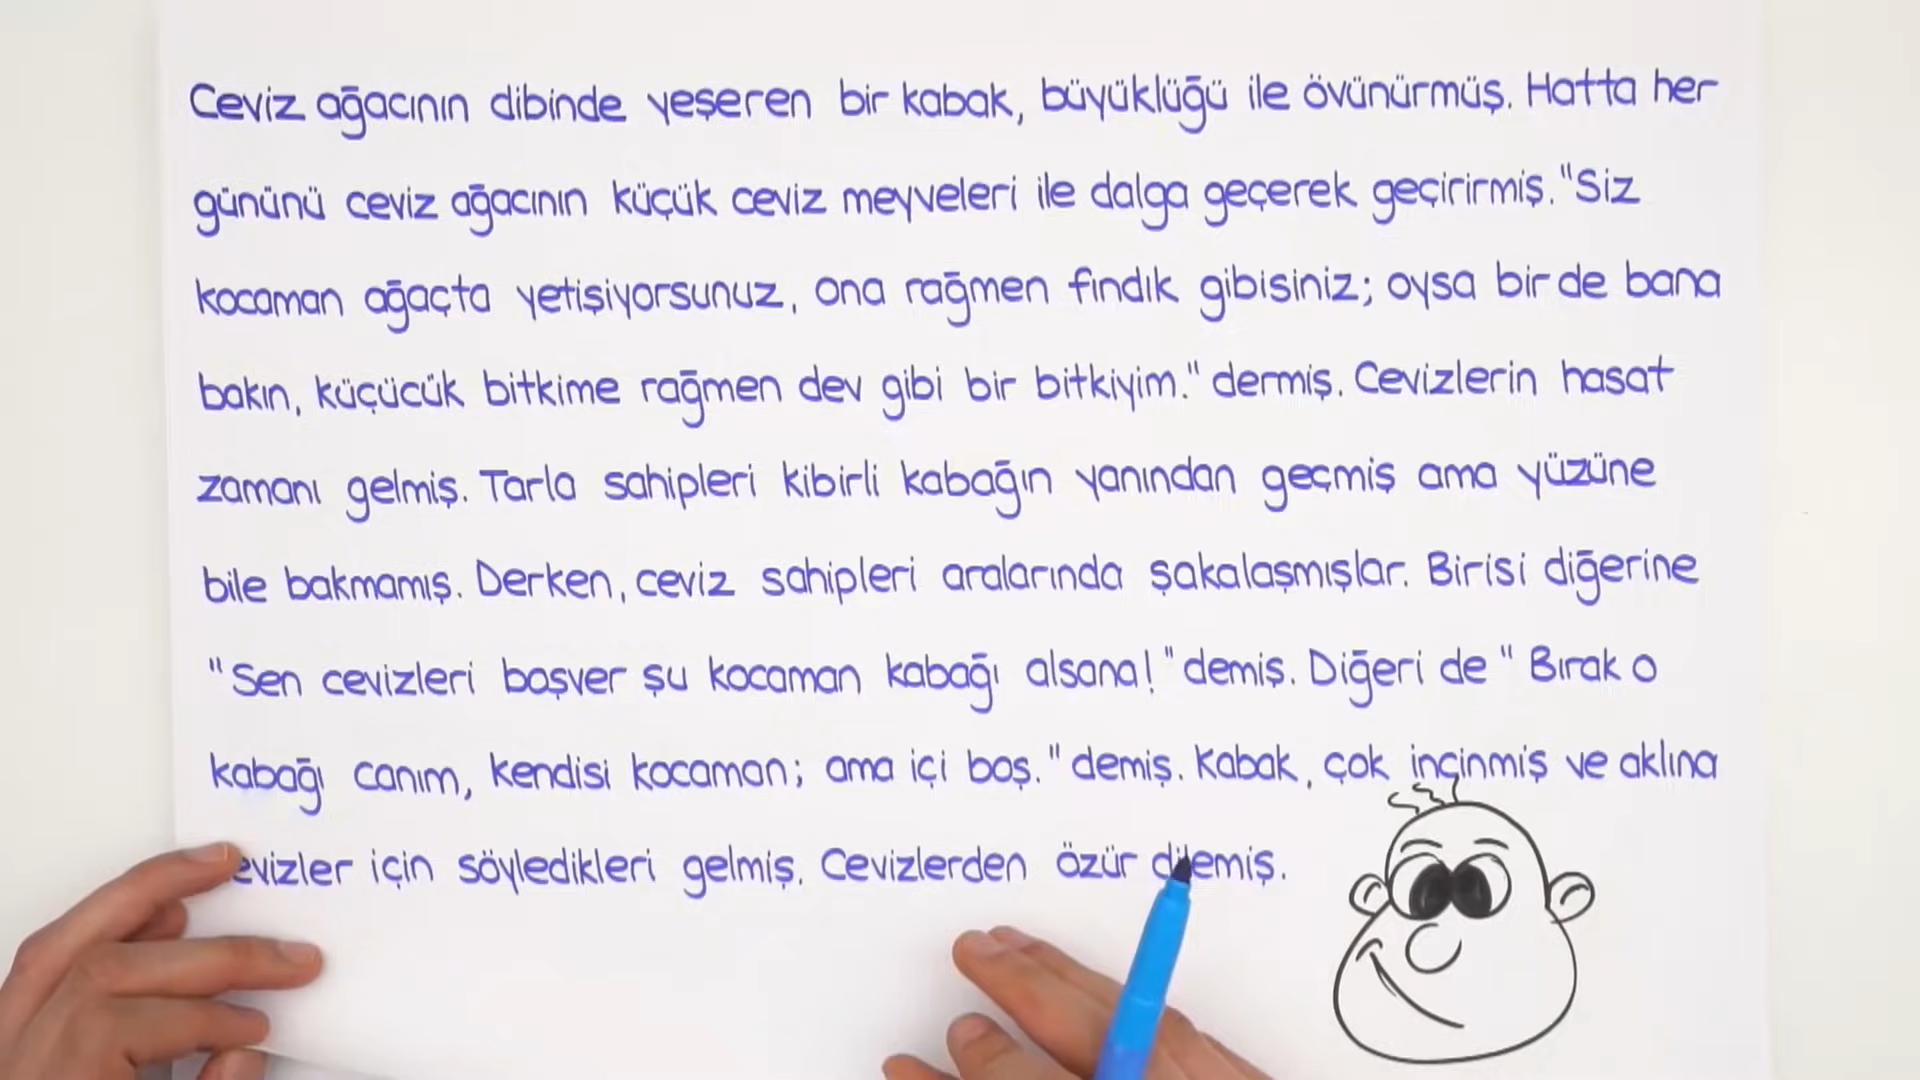 Ceviz ağacının dibinde yeşeren bir kabak, büyüklüğü ile övünürmüş. Hatta her
gününü ceviz ağacının küçük ceviz meyveleri ile dalga geçerek geçirirmiş. "Siz
kocaman ağaçta yetişiyorsunuz, ona rağmen fındık gibisiniz; oysa bir de bana
bakın, küçücük bitkime rağmen dev gibi bir bitkiyim." dermiş. Cevizlerin hasat
zamanı gelmiş. Tarla sahipleri kibirli kabağın yanından geçmiş ama yüzüne
bile bakmamış. Derken, ceviz sahipleri aralarında şakalaşmışlar. Birisi diğerine
"Sen cevizleri boşver şu kocaman kabağı alsana!" demiş. Diğeri de "Bırak o
kabağı canım, kendisi kocaman; ama içi boş." demiş. Kabak, çok incinmiş ve aklına
evizler için söyledikleri gelmiş. Cevizlerden özür dilemiş.